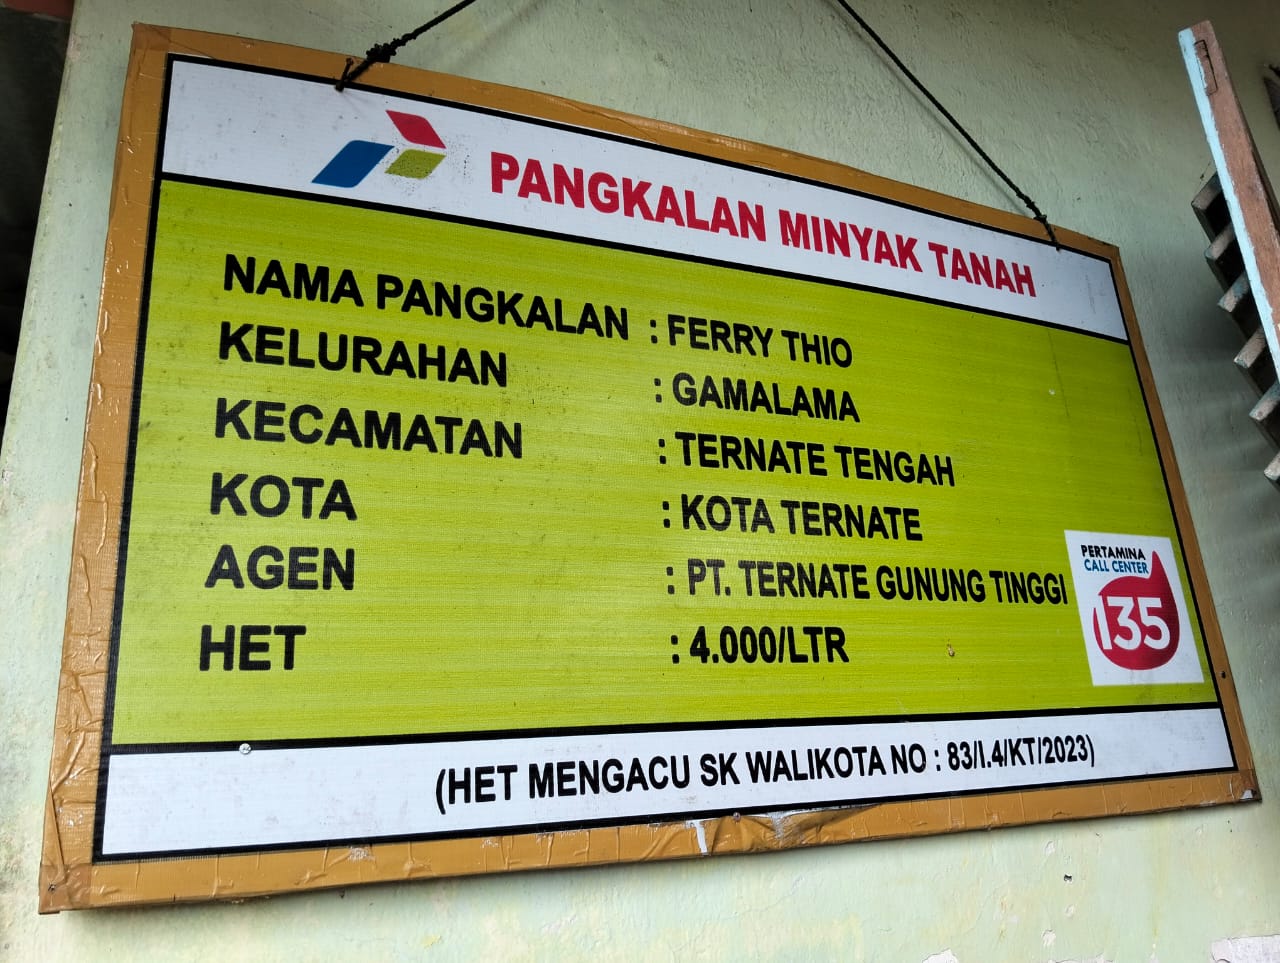 PANGKALAN MINYAK TANAH
NAMA PANGKALAN : FERRY THIO
KELURAHAN : GAMALAMA
KECAMATAN : TERNATE TENGAH
KOTA : KOTA TERNATE
AGEN : PT. TERNATE GUNUNG TINGGI
HET : 4.000/LTR
PERTAMINA
CALL CENTER
135
(HET MENGACU SK WALIKOTA NO : 83/I.4/KT/2023)